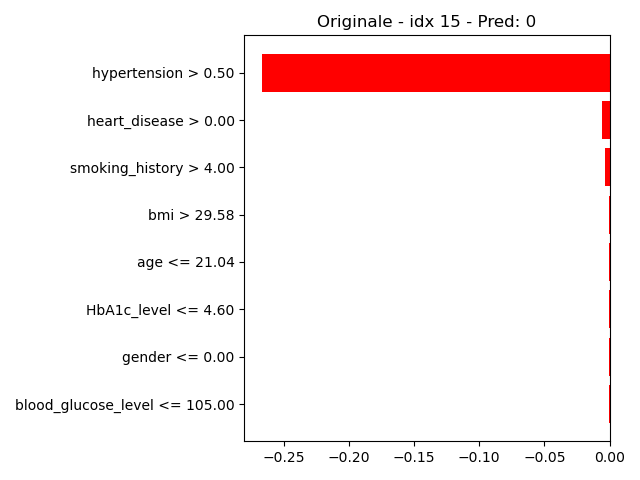 Originale - idx 15 - Pred: 0
hypertension > 0.50
heart_disease > 0.00
smoking_history > 4.00
bmi > 29.58
age <= 21.04
HbA1c_level <= 4.60
gender <= 0.00
blood_glucose_level <= 105.00
−0.25 −0.20 −0.15 −0.10 −0.05 0.00